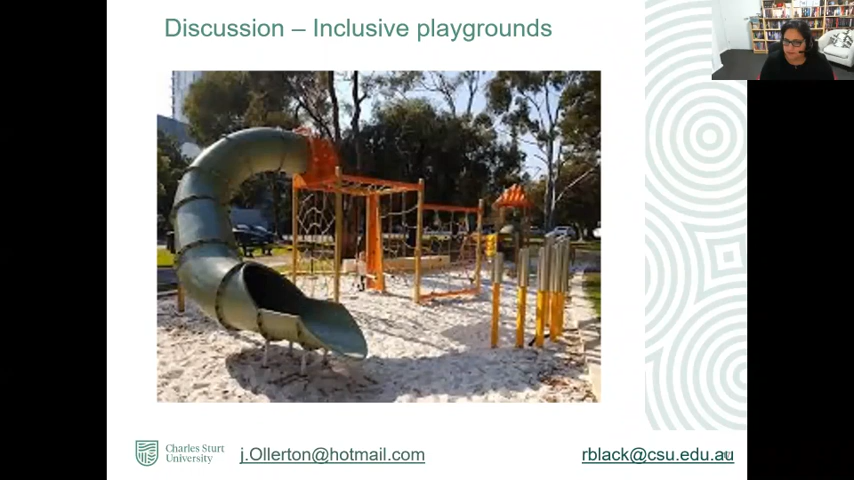 Discussion – Inclusive playgrounds
Charles Sturt
University
j.Ollerton@hotmail.com
rblack@csu.edu.au